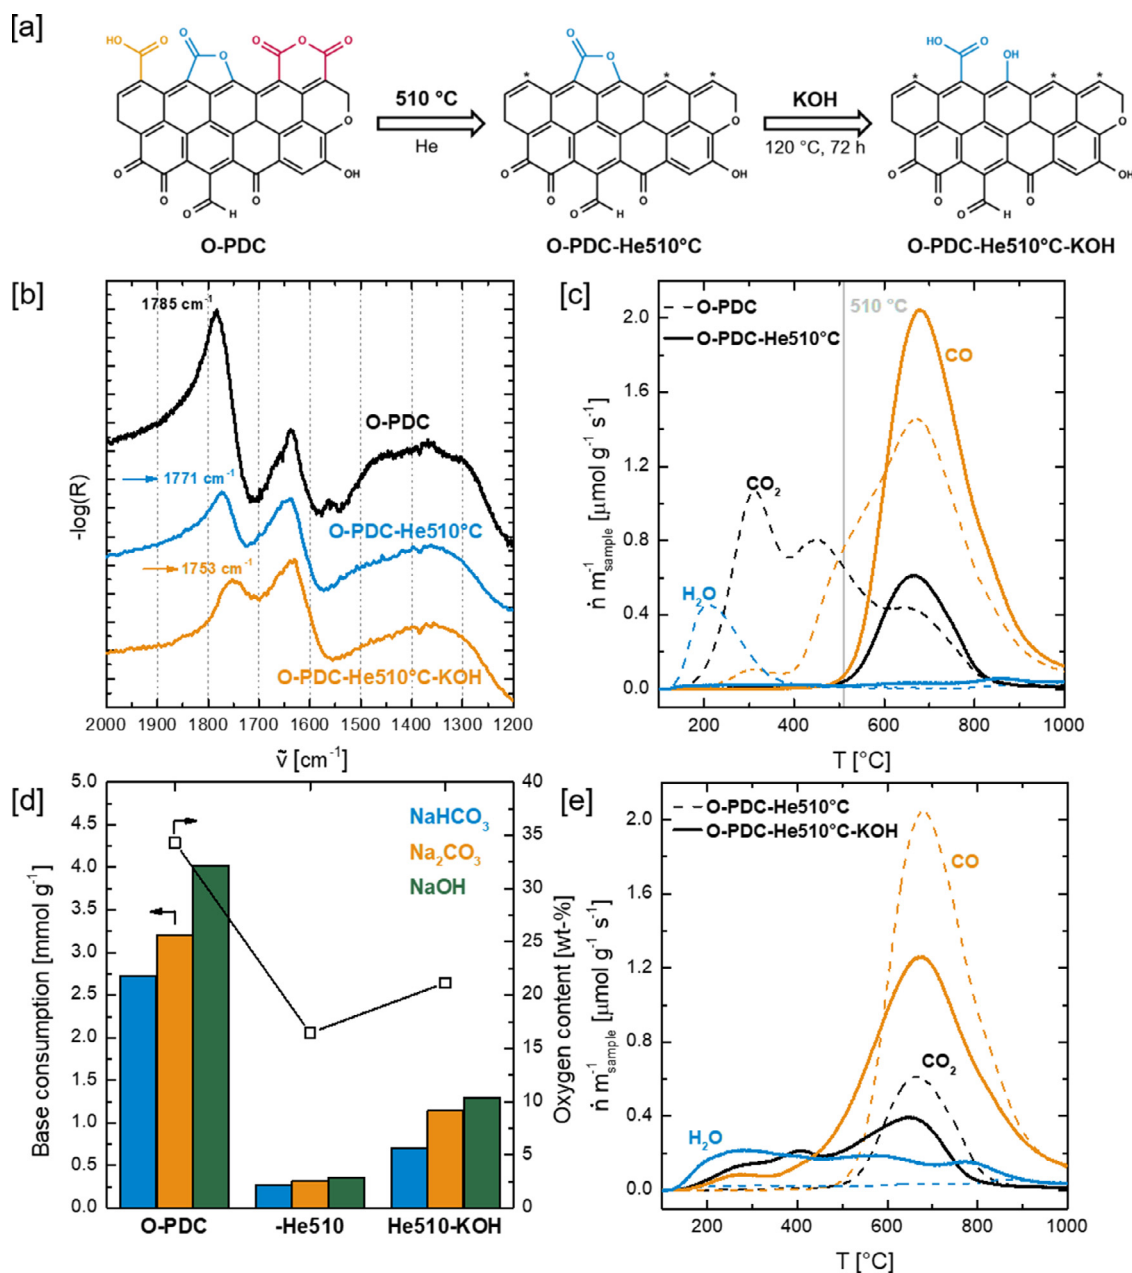 [a]
HO
O
O
O
O
O
O
O
OH
O
O
O
O
O
H
O-PDC
510 °C
He
*
O
O
*
*
O
OH
O
O
O
O
H
O-PDC-He510°C
KOH
120 °C, 72 h
*
HO
O
OH
*
*
O
OH
O
O
O
O
H
O-PDC-He510°C-KOH
[b]
1785 cm-1
O-PDC
1771 cm-1
O-PDC-He510°C
1753 cm-1
O-PDC-He510°C-KOH
-log(R)
2000 1900 1800 1700 1600 1500 1400 1300 1200
ν̃ [cm-1]
[c]
O-PDC
O-PDC-He510°C
510 °C
CO
CO2
H2O
2.0
1.6
1.2
0.8
0.4
0.0
ṅ m-1sample [µmol g-1 s-1]
200 400 600 800 1000
T [°C]
[d]
5.0
4.5
4.0
3.5
3.0
2.5
2.0
1.5
1.0
0.5
0.0
Base consumption [mmol g-1]
NaHCO3
Na2CO3
NaOH
40
35
30
25
20
15
10
5
0
Oxygen content [wt-%]
O-PDC -He510 He510-KOH
[e]
O-PDC-He510°C
O-PDC-He510°C-KOH
CO
CO2
H2O
2.0
1.6
1.2
0.8
0.4
0.0
ṅ m-1sample [µmol g-1 s-1]
200 400 600 800 1000
T [°C]